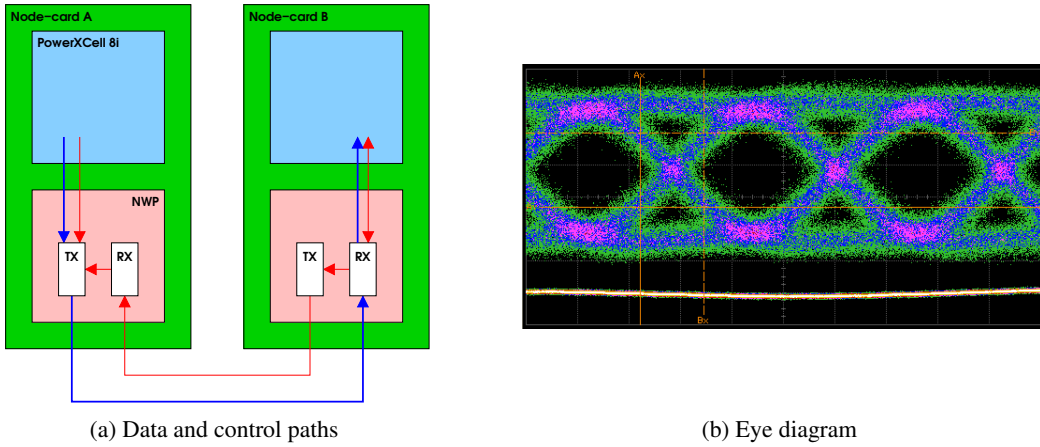 Node-card A
PowerXCell 8i
NWP
TX
RX
Node-card B
TX
RX
Ax
Bx
(a) Data and control paths
(b) Eye diagram